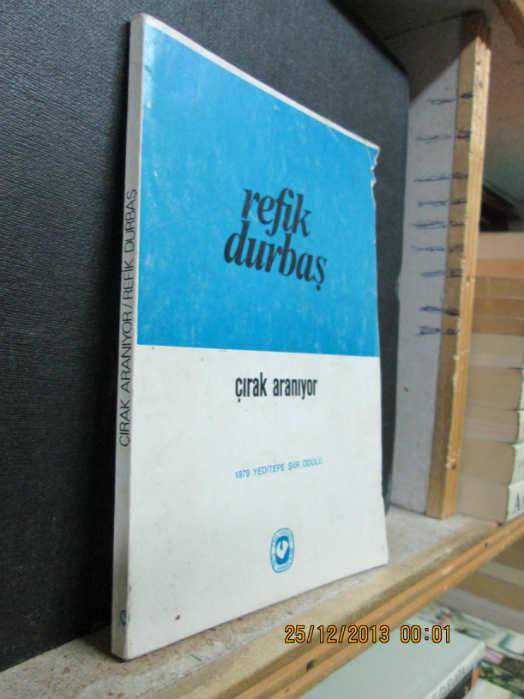 refik
durbaş
çırak aranıyor
1979 YEDİTEPE ŞİİR ÖDÜLÜ
ÇIRAK ARANIYOR/REFİK DURBAŞ
25/12/2013 00:01